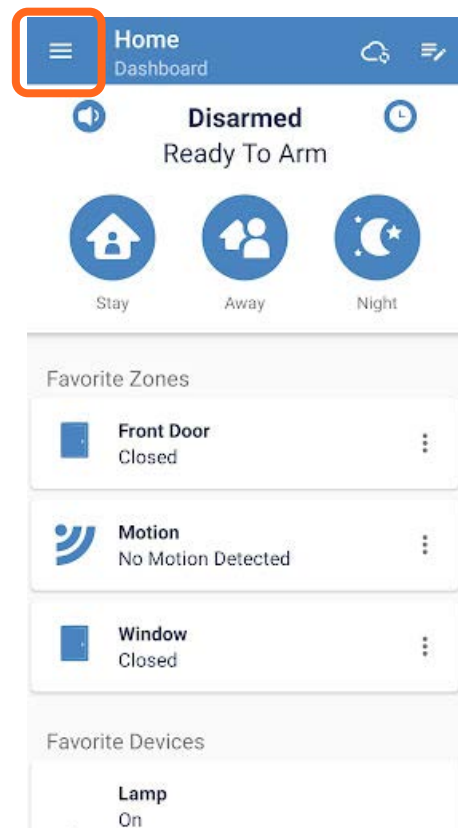 Home
Dashboard
Disarmed
Ready To Arm
Stay Away Night
Favorite Zones
Front Door
Closed
Motion
No Motion Detected
Window
Closed
Favorite Devices
Lamp
On